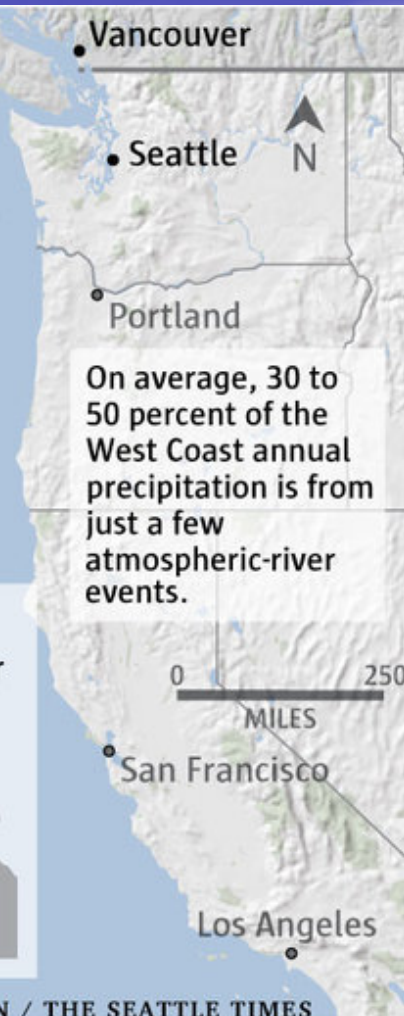 Vancouver
Seattle
N
Portland
On average, 30 to
50 percent of the
West Coast annual
precipitation is from
just a few
atmospheric-river
events.
0 250
MILES
San Francisco
Los Angeles
N / THE SEATTLE TIMES